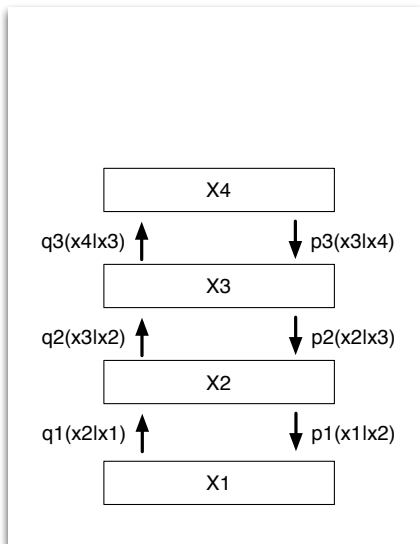 X4
q3(x4|x3) p3(x3|x4)
X3
q2(x3|x2) p2(x2|x3)
X2
q1(x2|x1) p1(x1|x2)
X1